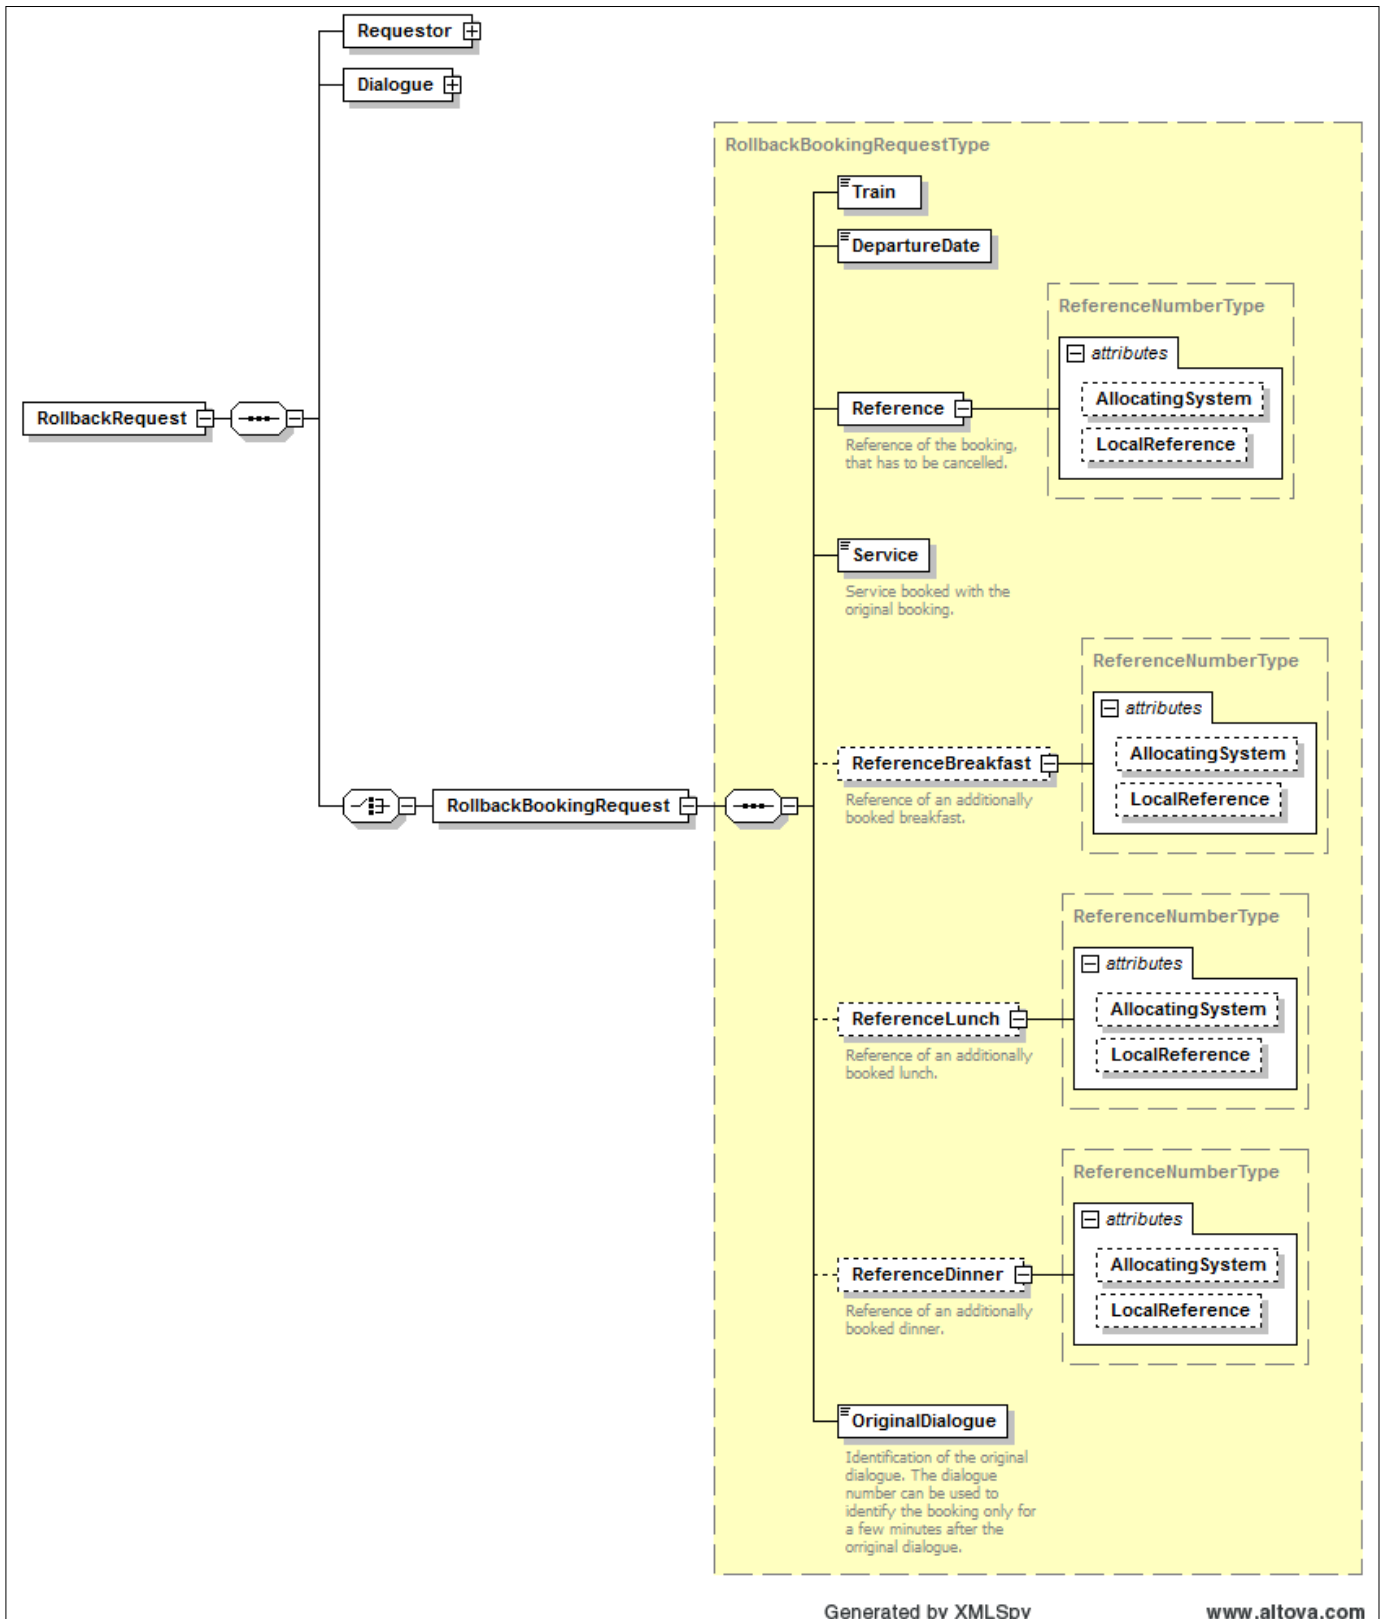 Requestor
Dialogue
RollbackBookingRequestType
Train
DepartureDate
ReferenceNumberType
attributes
AllocatingSystem
RollbackRequest
Reference
LocalReference
Reference of the booking,
that has to be cancelled.
Service
Service booked with the
original booking.
ReferenceNumberType
attributes
AllocatingSystem
ReferenceBreakfast
LocalReference
RollbackBookingRequest
Reference of an additionally
booked breakfast.
ReferenceNumberType
attributes
AllocatingSystem
ReferenceLunch
LocalReference
Reference of an additionally
booked lunch.
ReferenceNumberType
attributes
AllocatingSystem
ReferenceDinner
LocalReference
Reference of an additionally
booked dinner.
OriginalDialogue
Identification of the original
dialogue. The dialogue
number can be used to
identify the booking only for
a few minutes after the
orriginal dialogue.
Generated by XMLSpy www.altova.com